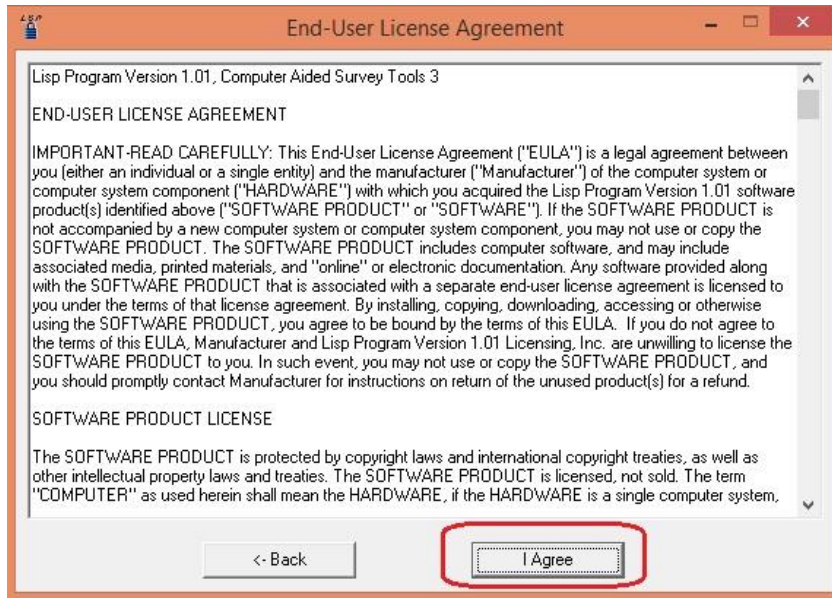 End-User License Agreement
Lisp Program Version 1.01, Computer Aided Survey Tools 3
END-USER LICENSE AGREEMENT
IMPORTANT-READ CAREFULLY: This End-User License Agreement ("EULA") is a legal agreement between
you (either an individual or a single entity) and the manufacturer ("Manufacturer") of the computer system or
computer system component ("HARDWARE") with which you acquired the Lisp Program Version 1.01 software
product(s) identified above ("SOFTWARE PRODUCT" or "SOFTWARE"). If the SOFTWARE PRODUCT is
not accompanied by a new computer system or computer system component, you may not use or copy the
SOFTWARE PRODUCT. The SOFTWARE PRODUCT includes computer software, and may include
associated media, printed materials, and "online" or electronic documentation. Any software provided along
with the SOFTWARE PRODUCT that is associated with a separate end-user license agreement is licensed to
you under the terms of that license agreement. By installing, copying, downloading, accessing or otherwise
using the SOFTWARE PRODUCT, you agree to be bound by the terms of this EULA. If you do not agree to
the terms of this EULA, Manufacturer and Lisp Program Version 1.01 Licensing, Inc. are unwilling to license the
SOFTWARE PRODUCT to you. In such event, you may not use or copy the SOFTWARE PRODUCT, and
you should promptly contact Manufacturer for instructions on return of the unused product(s) for a refund.
SOFTWARE PRODUCT LICENSE
The SOFTWARE PRODUCT is protected by copyright laws and international copyright treaties, as well as
other intellectual property laws and treaties. The SOFTWARE PRODUCT is licensed, not sold. The term
"COMPUTER" as used herein shall mean the HARDWARE, if the HARDWARE is a single computer system,
<- Back
I Agree